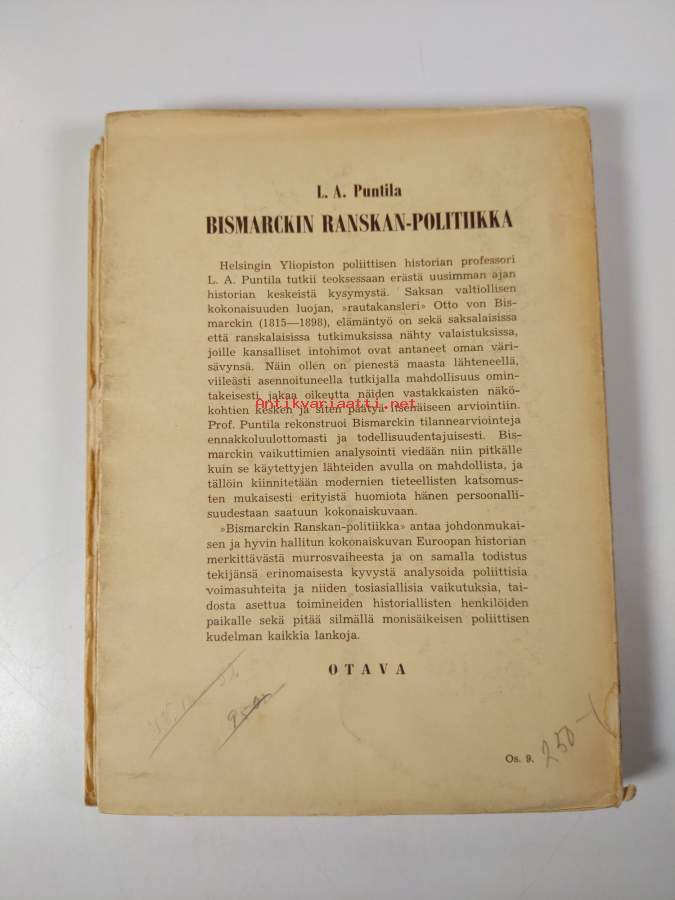 L. A. Puntila
BISMARCKIN RANSKAN-POLITIIKKA
Helsingin Yliopiston poliittisen historian professori
L. A. Puntila tutkii teoksessaan erästä uusimman ajan
historian keskeistä kysymystä. Saksan valtiollisen
kokonaisuuden luojan, »rautakansleri» Otto von Bis-
marckin (1815—1898), elämäntyö on sekä saksalaisissa
että ranskalaisissa tutkimuksissa nähty valaistuksissa,
joille kansalliset intohimot ovat antaneet oman väri-
sävynsä. Näin ollen on pienestä maasta lähteneellä,
viileästi asennoituneella tutkijalla mahdollisuus omin-
takeisesti jakaa oikeutta näiden vastakkaisten näkö-
Antikvariaatti.net
kohtien kesken ja siten päätyä itsenäiseen arviointiin.
Prof. Puntila rekonstruoi Bismarckin tilannearviointeja
ennakkoluulottomasti ja todellisuudentajuisesti. Bis-
marckin vaikuttimien analysointi viedään niin pitkälle
kuin se käytettyjen lähteiden avulla on mahdollista, ja
tällöin kiinnitetään modernien tieteellisten katsomus-
ten mukaisesti erityistä huomiota hänen persoonalli-
suudestaan saatuun kokonaiskuvaan.
»Bismarckin Ranskan-politiikka» antaa johdonmukai-
sen ja hyvin hallitun kokonaiskuvan Euroopan historian
merkittävästä murrosvaiheesta ja on samalla todistus
tekijänsä erinomaisesta kyvystä analysoida poliittisia
voimasuhteita ja niiden tosiasiallisia vaikutuksia, tai-
dosta asettua toimineiden historiallisten henkilöiden
paikalle sekä pitää silmällä monisäikeisen poliittisen
kudelman kaikkia lankoja.
OTAVA
Os. 9.
250-